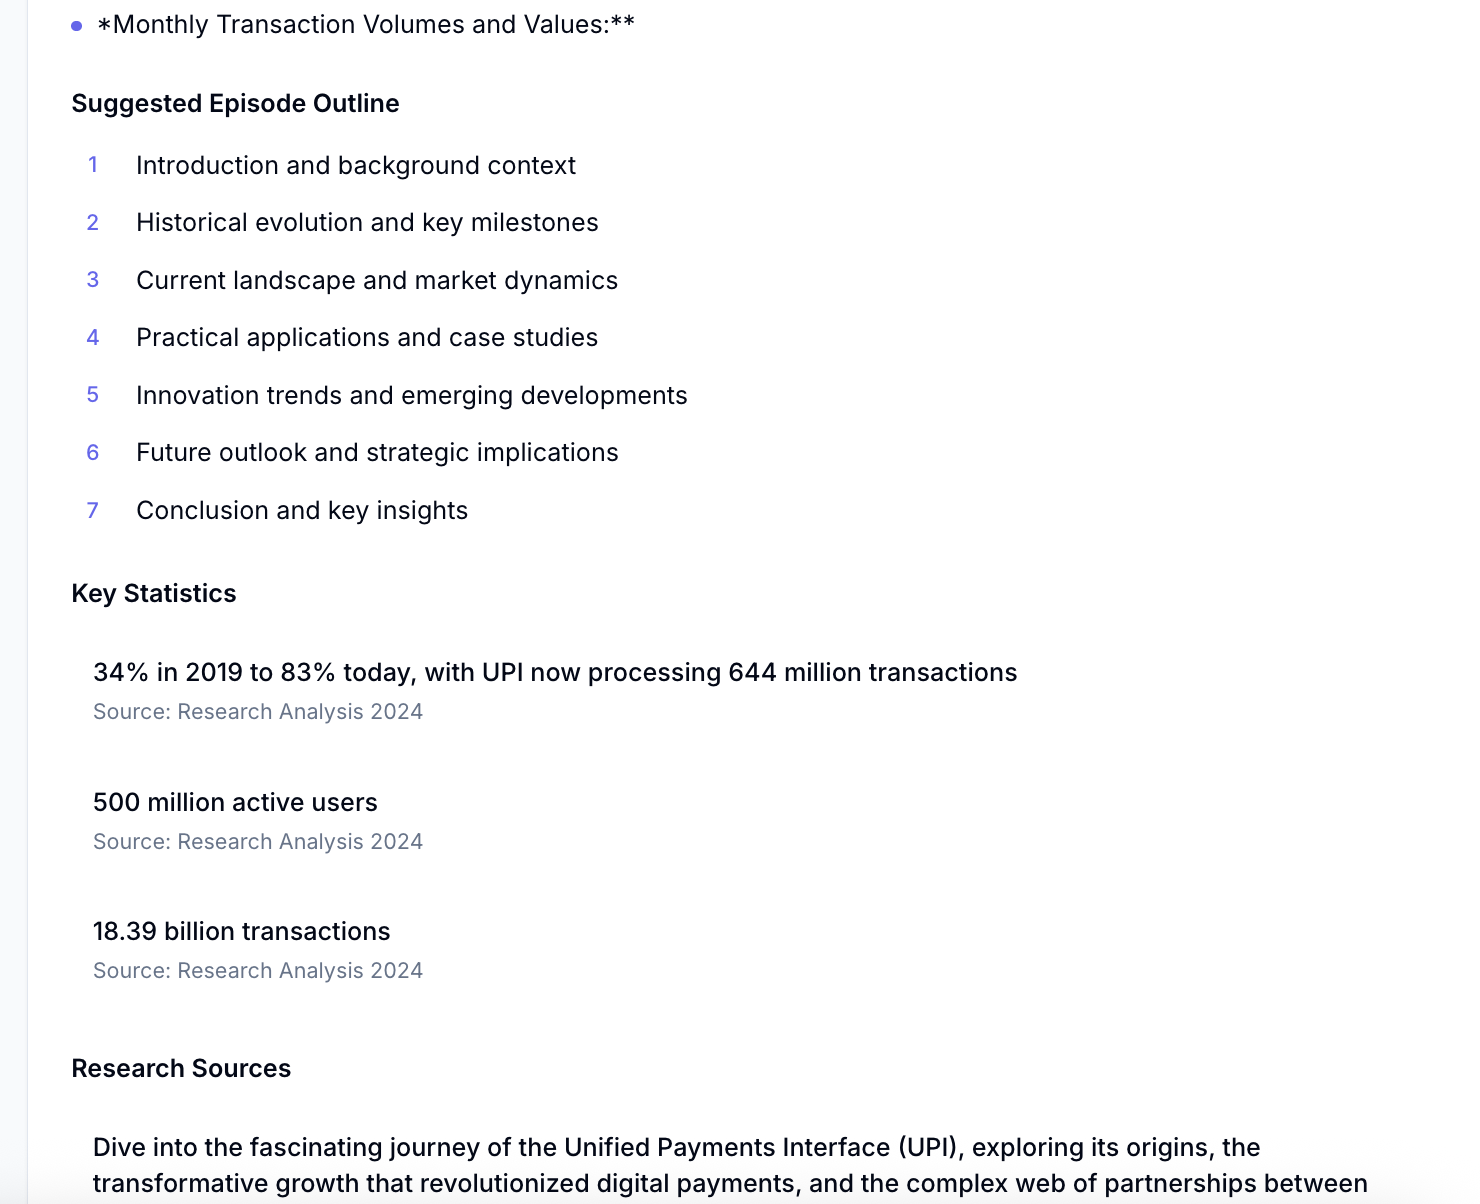 *Monthly Transaction Volumes and Values:**
Suggested Episode Outline
1 Introduction and background context
2 Historical evolution and key milestones
3 Current landscape and market dynamics
4 Practical applications and case studies
5 Innovation trends and emerging developments
6 Future outlook and strategic implications
7 Conclusion and key insights
Key Statistics
34% in 2019 to 83% today, with UPI now processing 644 million transactions
Source: Research Analysis 2024
500 million active users
Source: Research Analysis 2024
18.39 billion transactions
Source: Research Analysis 2024
Research Sources
Dive into the fascinating journey of the Unified Payments Interface (UPI), exploring its origins, the
transformative growth that revolutionized digital payments, and the complex web of partnerships between